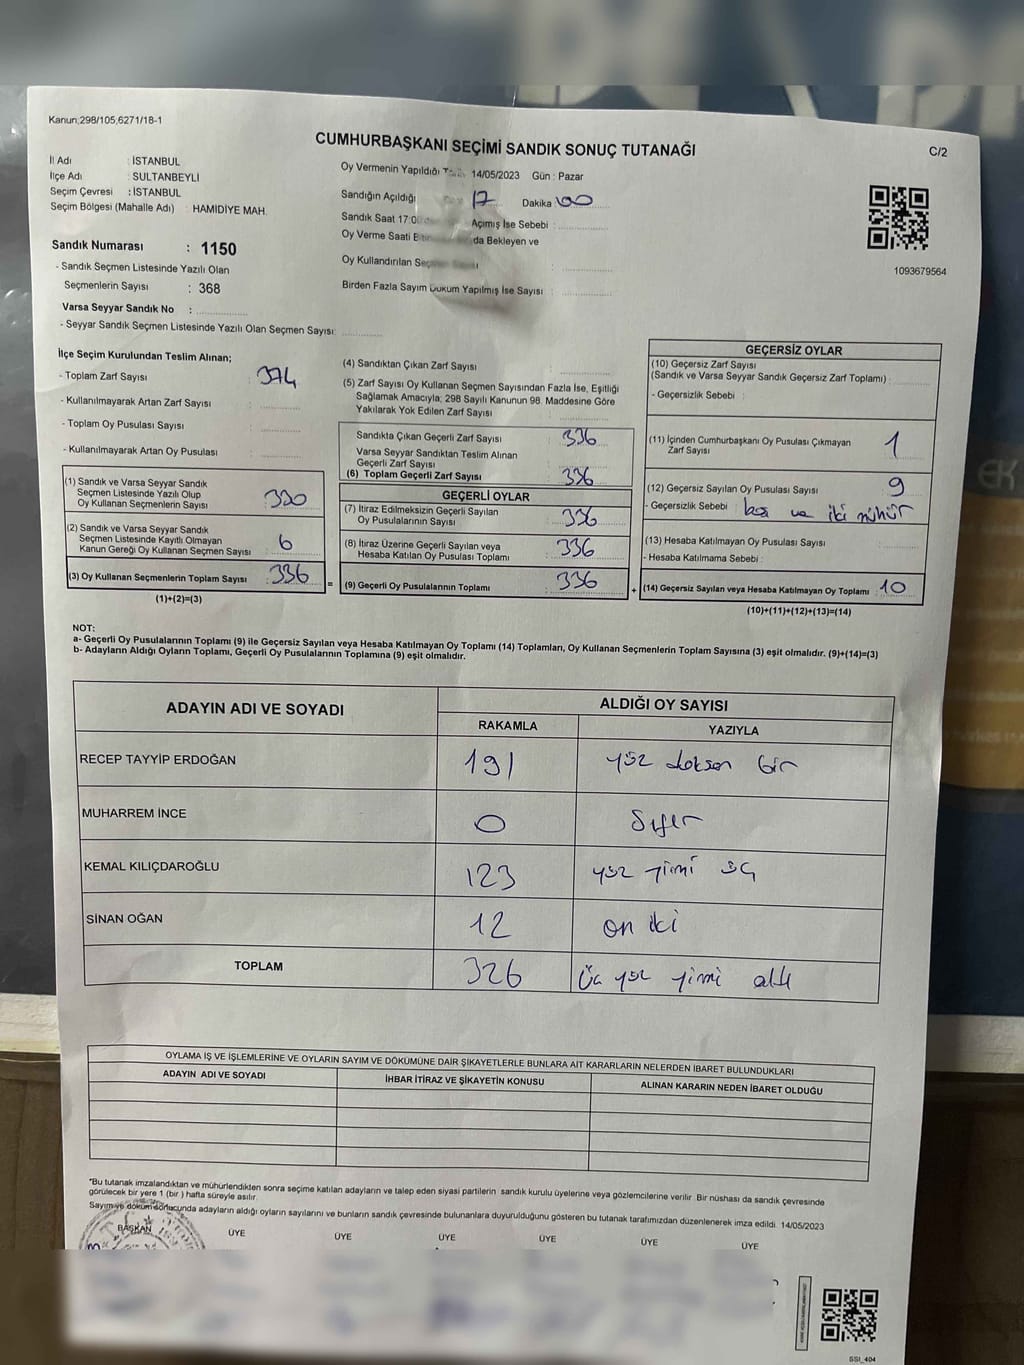 Kanun;298/105,6271/18-1
CUMHURBAŞKANI SEÇİMİ SANDIK SONUÇ TUTANAĞI
C/2
İl Adı : İSTANBUL
İlçe Adı : SULTANBEYLİ
Seçim Çevresi : İSTANBUL
Seçim Bölgesi (Mahalle Adı) : HAMİDİYE MAH.
Oy Vermenin Yapıldığı 14/05/2023 Gün : Pazar
Sandığın Açıldığı 17 Dakika 00
Sandık Saat 17:00 Açımış İse Sebebi :
Oy Verme Saati da Bekleyen ve
Oy Kullandırılan :
Birden Fazla Sayım Döküm Yapılmış İse Sayısı :
1093679564
Sandık Numarası : 1150
- Sandık Seçmen Listesinde Yazılı Olan
Seçmenlerin Sayısı : 368
Varsa Seyyar Sandık No :
- Seyyar Sandık Seçmen Listesinde Yazılı Olan Seçmen Sayısı:
İlçe Seçim Kurulundan Teslim Alınan;
- Toplam Zarf Sayısı : 374
- Kullanılmayarak Artan Zarf Sayısı :
- Toplam Oy Pusulası Sayısı :
- Kullanılmayarak Artan Oy Pusulası :
(1) Sandık ve Varsa Seyyar Sandık
Seçmen Listesinde Yazılı Olup
Oy Kullanan Seçmenlerin Sayısı : 330
(2) Sandık ve Varsa Seyyar Sandık
Seçmen Listesinde Kayıtlı Olmayan
Kanun Gereği Oy Kullanan Seçmen Sayısı : 6
(3) Oy Kullanan Seçmenlerin Toplam Sayısı : 336
(1)+(2)=(3)
=
(4) Sandıktan Çıkan Zarf Sayısı :
(5) Zarf Sayısı Oy Kullanan Seçmen Sayısından Fazla İse, Eşitliği
Sağlamak Amacıyla; 298 Sayılı Kanunun 98. Maddesine Göre
Yakılarak Yok Edilen Zarf Sayısı :
Sandıkta Çıkan Geçerli Zarf Sayısı : 336
Varsa Seyyar Sandıktan Teslim Alınan
Geçerli Zarf Sayısı :
(6) Toplam Geçerli Zarf Sayısı : 336
GEÇERLİ OYLAR
(7) İtiraz Edilmeksizin Geçerli Sayılan
Oy Pusulalarının Sayısı : 336
(8) İtiraz Üzerine Geçerli Sayılan veya
Hesaba Katılan Oy Pusulası Toplamı : 336
(9) Geçerli Oy Pusulalarının Toplamı : 336
+
GEÇERSİZ OYLAR
(10) Geçersiz Zarf Sayısı
(Sandık ve Varsa Seyyar Sandık Geçersiz Zarf Toplamı) :
- Geçersizlik Sebebi :
(11) İçinden Cumhurbaşkanı Oy Pusulası Çıkmayan
Zarf Sayısı : 1
(12) Geçersiz Sayılan Oy Pusulası Sayısı : 9
- Geçersizlik Sebebi : boş ve iki mühür
(13) Hesaba Katılmayan Oy Pusulası Sayısı :
- Hesaba Katılmama Sebebi :
(14) Geçersiz Sayılan veya Hesaba Katılmayan Oy Toplamı : 10
(10)+(11)+(12)+(13)=(14)
NOT:
a- Geçerli Oy Pusulalarının Toplamı (9) ile Geçersiz Sayılan veya Hesaba Katılmayan Oy Toplamı (14) Toplamları, Oy Kullanan Seçmenlerin Toplam Sayısına (3) eşit olmalıdır. (9)+(14)=(3)
b- Adayların Aldığı Oyların Toplamı, Geçerli Oy Pusulalarının Toplamına (9) eşit olmalıdır.
ADAYIN ADI VE SOYADI
ALDIĞI OY SAYISI
RAKAMLA YAZIYLA
RECEP TAYYİP ERDOĞAN 191 yüz doksan bir
MUHARREM İNCE 0 Sıfır
KEMAL KILIÇDAROĞLU 123 yüz yirmi üç
SİNAN OĞAN 12 on iki
TOPLAM 326 Üç yüz yirmi altı
OYLAMA İŞ VE İŞLEMLERİNE VE OYLARIN SAYIM VE DÖKÜMÜNE DAİR ŞİKAYETLERLE BUNLARA AİT KARARLARIN NELERDEN İBARET BULUNDUKLARI
ADAYIN ADI VE SOYADI İHBAR İTİRAZ VE ŞİKAYETİN KONUSU ALINAN KARARIN NEDEN İBARET OLDUĞU
*Bu tutanak imzalandıktan ve mühürlendikten sonra seçime katılan adayların ve talep eden siyasi partilerin sandık kurulu üyelerine veya gözlemcilerine verilir. Bir nüshası da sandık çevresinde
görülecek bir yere 1 (bir ) hafta süreyle asılır.
Sayım ve döküm sonucunda adayların aldığı oyların sayılarını ve bunların sandık çevresinde bulunanlara duyurulduğunu gösteren bu tutanak tarafımızdan düzenlenerek imza edildi. 14/05/2023
BAŞKAN ÜYE ÜYE ÜYE ÜYE ÜYE ÜYE
SSI_404
EK